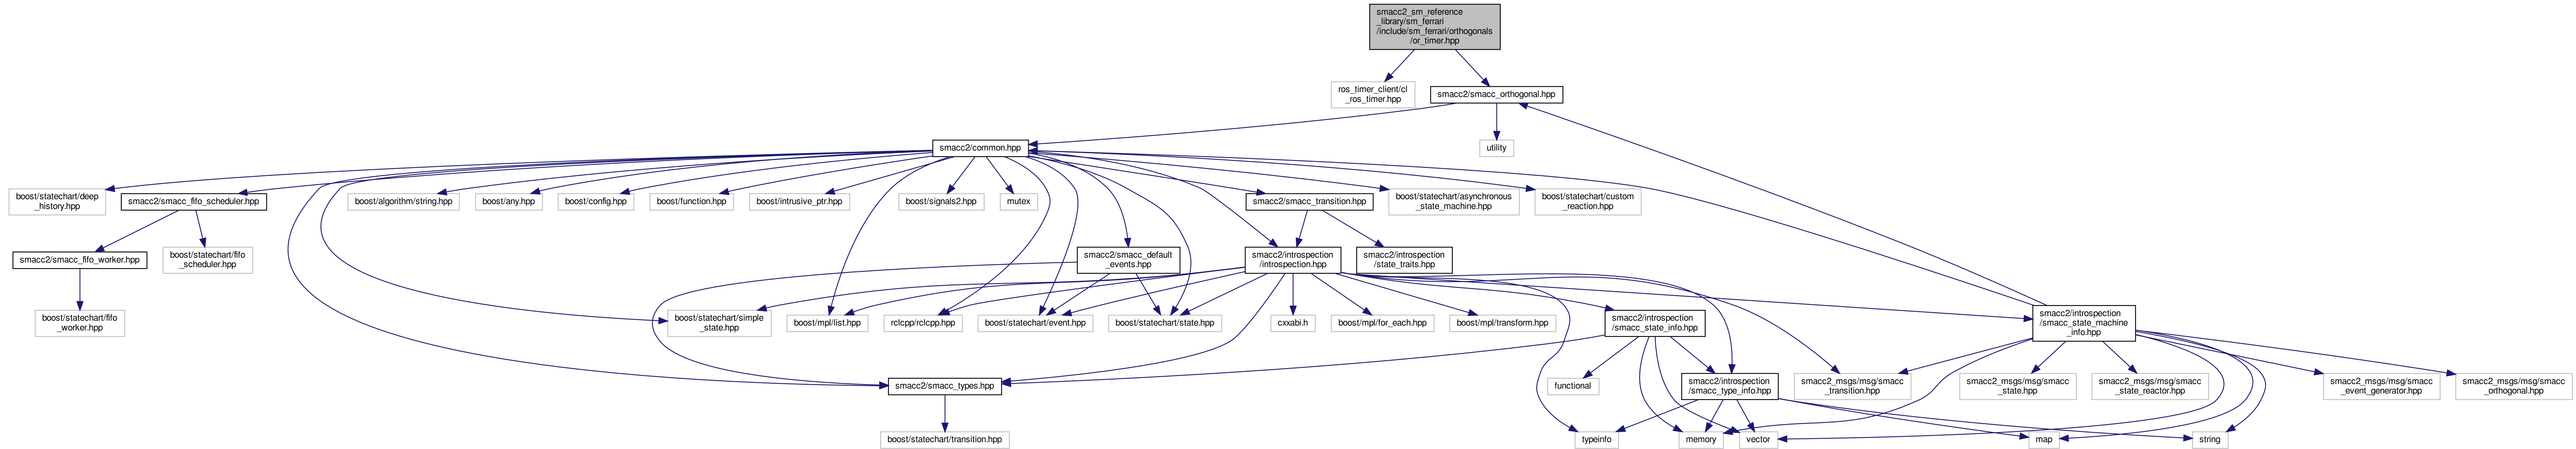 smacc2_sm_reference
_library/sm_ferrari
/include/sm_ferrari/orthogonals
/or_timer.hpp
ros_timer_client/cl
_ros_timer.hpp
smacc2/smacc_orthogonal.hpp
smacc2/common.hpp
utility
boost/statechart/deep
_history.hpp
smacc2/smacc_fifo_scheduler.hpp
boost/algorithm/string.hpp
boost/any.hpp
boost/config.hpp
boost/function.hpp
boost/intrusive_ptr.hpp
boost/signals2.hpp
mutex
smacc2/smacc_transition.hpp
boost/statechart/asynchronous
_state_machine.hpp
boost/statechart/custom
_reaction.hpp
smacc2/smacc_fifo_worker.hpp
boost/statechart/fifo
_scheduler.hpp
smacc2/smacc_default
_events.hpp
smacc2/introspection
/introspection.hpp
smacc2/introspection
/state_traits.hpp
boost/statechart/fifo
_worker.hpp
boost/statechart/simple
_state.hpp
boost/mpl/list.hpp
rclcpp/rclcpp.hpp
boost/statechart/event.hpp
boost/statechart/state.hpp
cxxabi.h
boost/mpl/for_each.hpp
boost/mpl/transform.hpp
smacc2/introspection
/smacc_state_info.hpp
smacc2/introspection
/smacc_state_machine
_info.hpp
smacc2/smacc_types.hpp
functional
smacc2/introspection
/smacc_type_info.hpp
smacc2_msgs/msg/smacc
_transition.hpp
smacc2_msgs/msg/smacc
_state.hpp
smacc2_msgs/msg/smacc
_state_reactor.hpp
smacc2_msgs/msg/smacc
_event_generator.hpp
smacc2_msgs/msg/smacc
_orthogonal.hpp
boost/statechart/transition.hpp
typeinfo
memory
vector
map
string